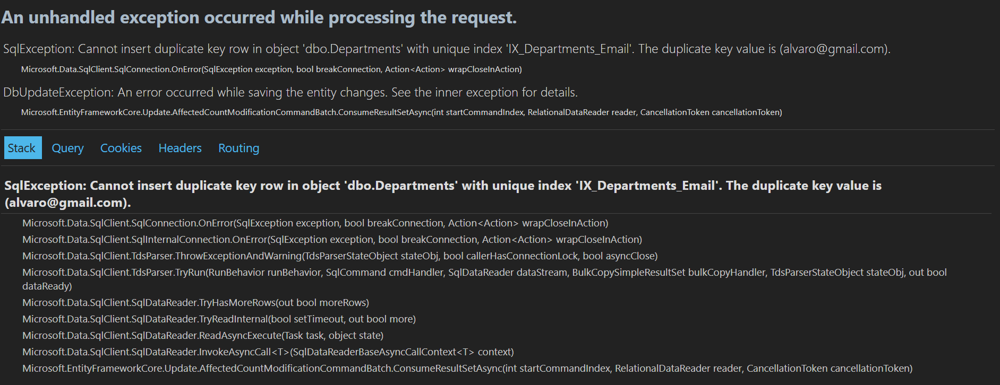 An unhandled exception occurred while processing the request.
SqlException: Cannot insert duplicate key row in object 'dbo.Departments' with unique index 'IX_Departments_Email'. The duplicate key value is (alvaro@gmail.com).
Microsoft.Data.SqlClient.SqlConnection.OnError(SqlException exception, bool breakConnection, Action<Action> wrapCloseInAction)
DbUpdateException: An error occurred while saving the entity changes. See the inner exception for details.
Microsoft.EntityFrameworkCore.Update.AffectedCountModificationCommandBatch.ConsumeResultSetAsync(int startCommandIndex, RelationalDataReader reader, CancellationToken cancellationToken)
Stack Query Cookies Headers Routing
SqlException: Cannot insert duplicate key row in object 'dbo.Departments' with unique index 'IX_Departments_Email'. The duplicate key value is
(alvaro@gmail.com).
Microsoft.Data.SqlClient.SqlConnection.OnError(SqlException exception, bool breakConnection, Action<Action> wrapCloseInAction)
Microsoft.Data.SqlClient.SqlInternalConnection.OnError(SqlException exception, bool breakConnection, Action<Action> wrapCloseInAction)
Microsoft.Data.SqlClient.TdsParser.ThrowExceptionAndWarning(TdsParserStateObject stateObj, bool callerHasConnectionLock, bool asyncClose)
Microsoft.Data.SqlClient.TdsParser.TryRun(RunBehavior runBehavior, SqlCommand cmdHandler, SqlDataReader dataStream, BulkCopySimpleResultSet bulkCopyHandler, TdsParserStateObject stateObj, out bool
dataReady)
Microsoft.Data.SqlClient.SqlDataReader.TryHasMoreRows(out bool moreRows)
Microsoft.Data.SqlClient.SqlDataReader.TryReadInternal(bool setTimeout, out bool more)
Microsoft.Data.SqlClient.SqlDataReader.ReadAsyncExecute(Task task, object state)
Microsoft.Data.SqlClient.SqlDataReader.InvokeAsyncCall<T>(SqlDataReaderBaseAsyncCallContext<T> context)
Microsoft.EntityFrameworkCore.Update.AffectedCountModificationCommandBatch.ConsumeResultSetAsync(int startCommandIndex, RelationalDataReader reader, CancellationToken cancellationToken)